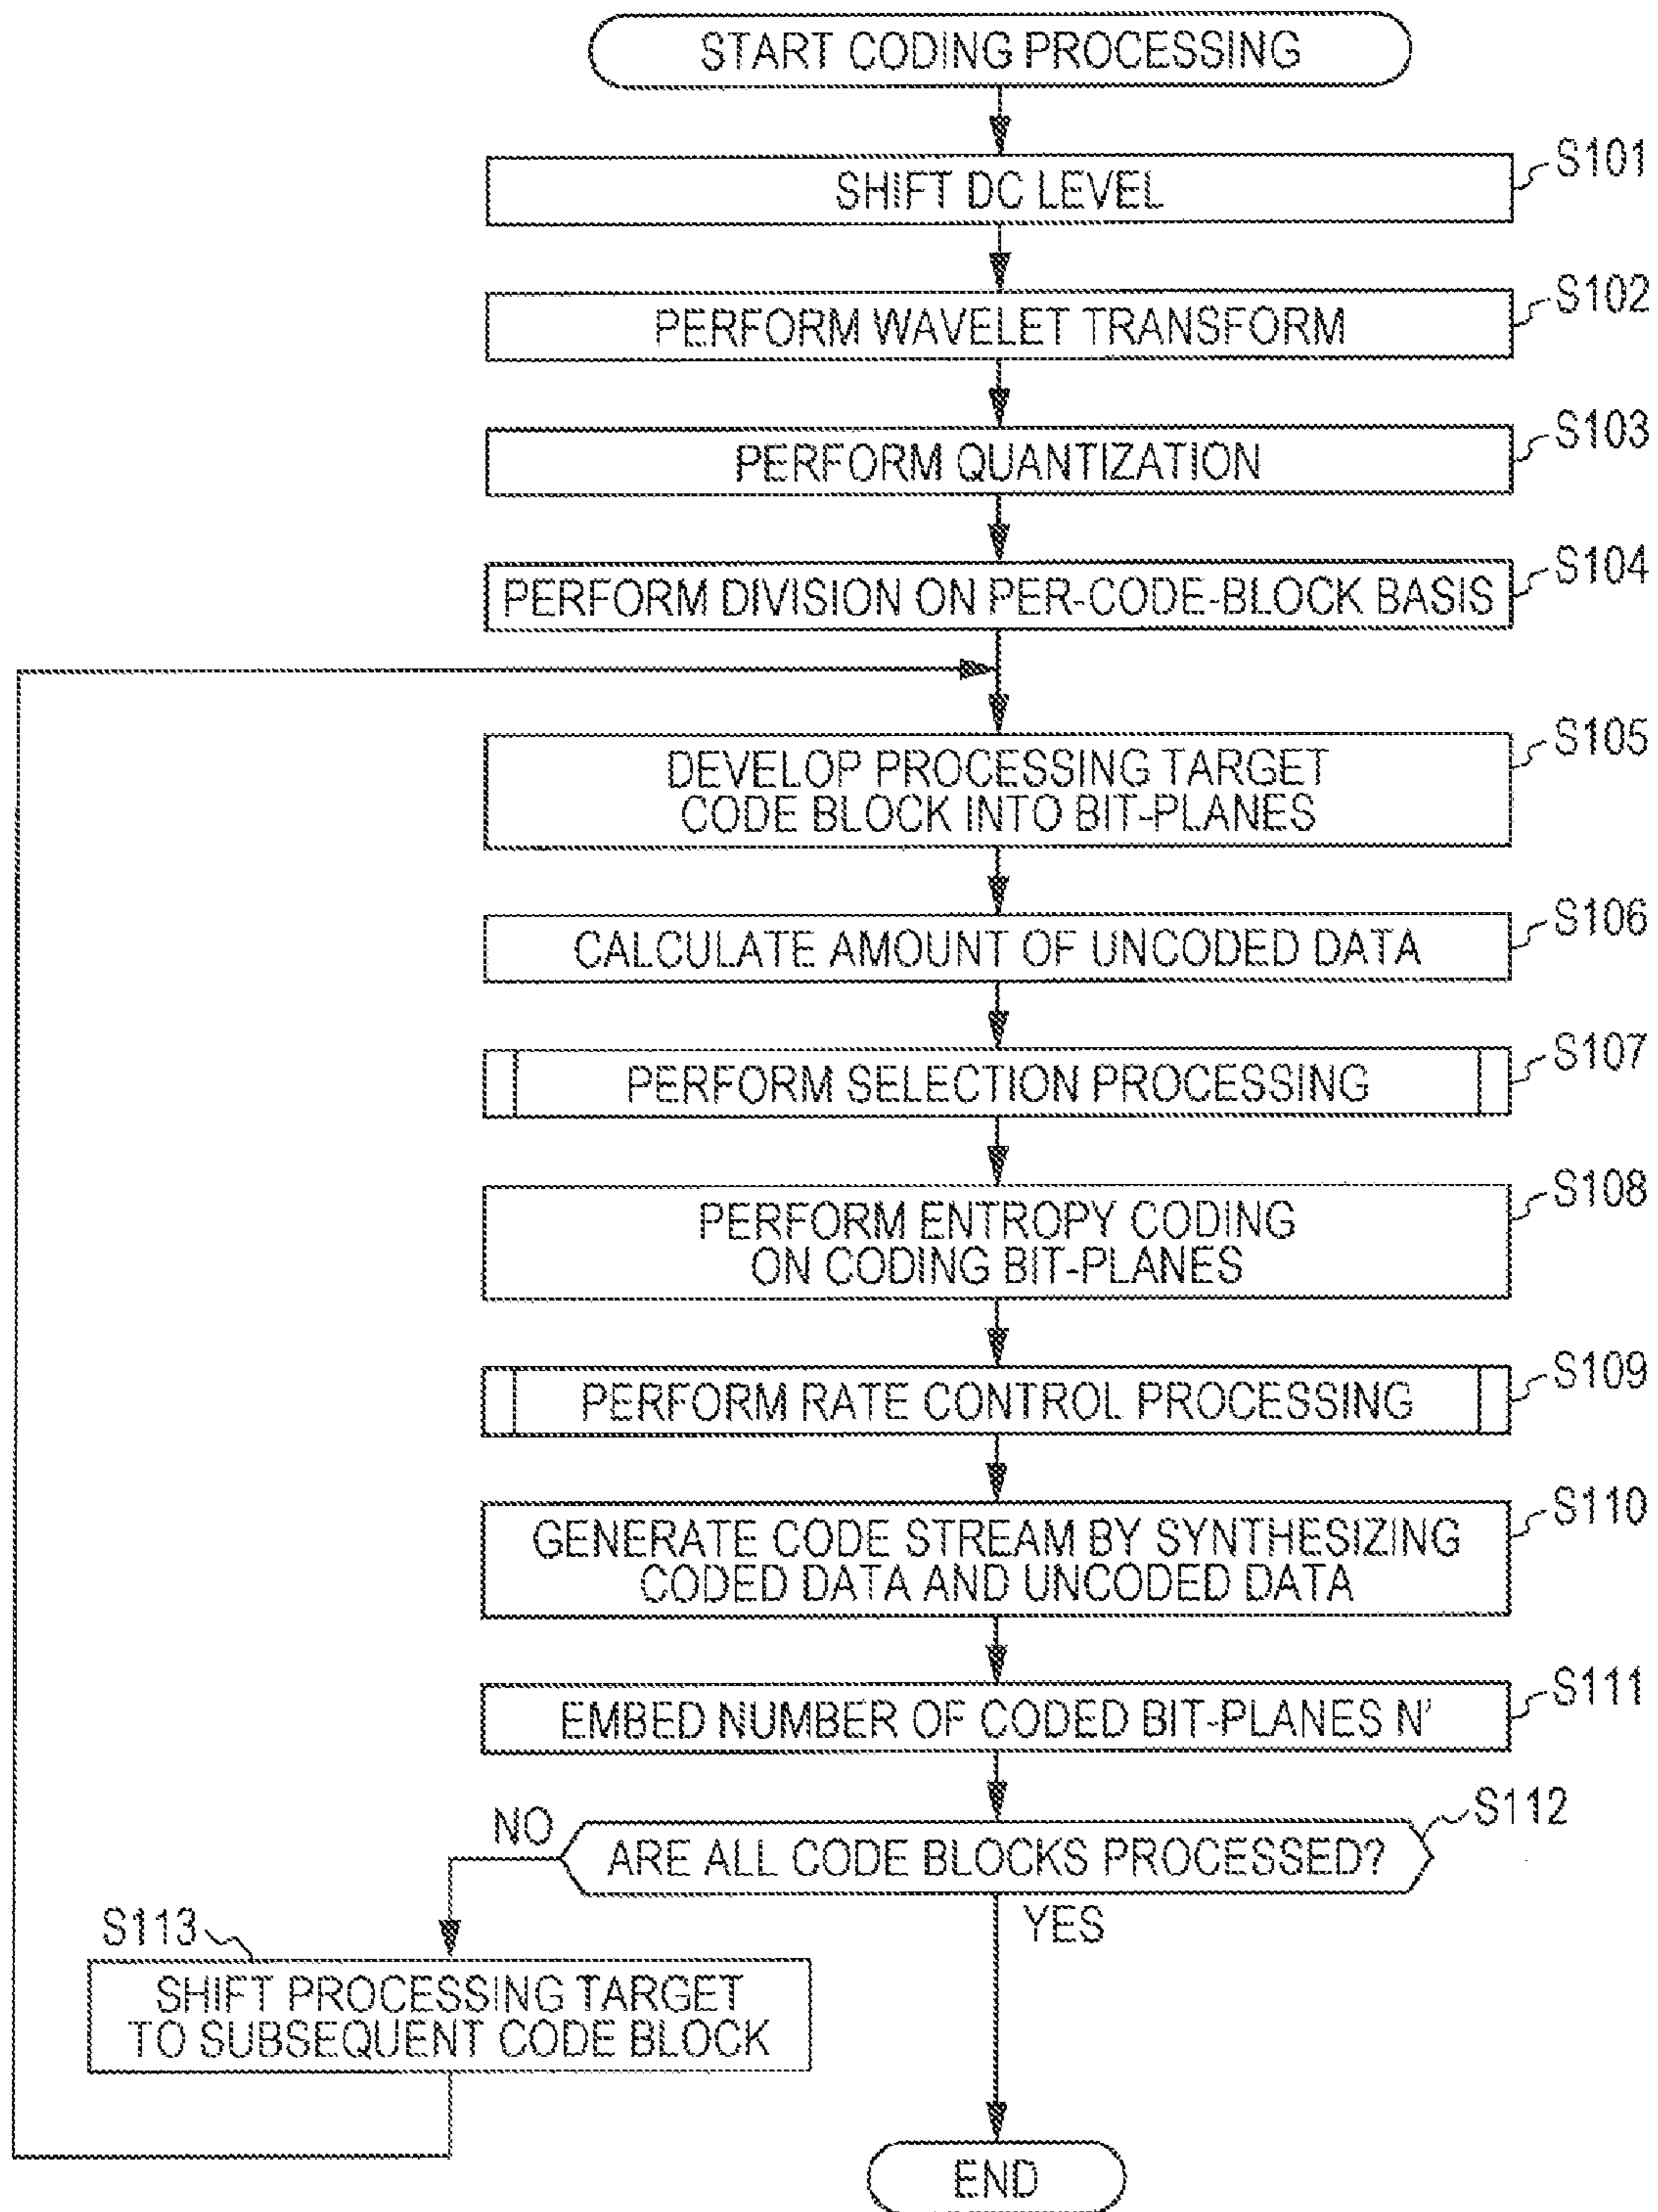 START CODING PROCESSING
S101
SHIFT DC LEVEL
S102
PERFORM WAVELET TRANSFORM
S103
PERFORM QUANTIZATION
S104
PERFORM DIVISION ON PER-CODE-BLOCK BASIS
S105
DEVELOP PROCESSING TARGET
CODE BLOCK INTO BIT-PLANES
S106
CALCULATE AMOUNT OF UNCODED DATA
S107
PERFORM SELECTION PROCESSING
S108
PERFORM ENTROPY CODING
ON CODING BIT-PLANES
S109
PERFORM RATE CONTROL PROCESSING
S110
GENERATE CODE STREAM BY SYNTHESIZING
CODED DATA AND UNCODED DATA
S111
EMBED NUMBER OF CODED BIT-PLANES N'
S112
NO
ARE ALL CODE BLOCKS PROCESSED?
YES
S113
SHIFT PROCESSING TARGET
TO SUBSEQUENT CODE BLOCK
END